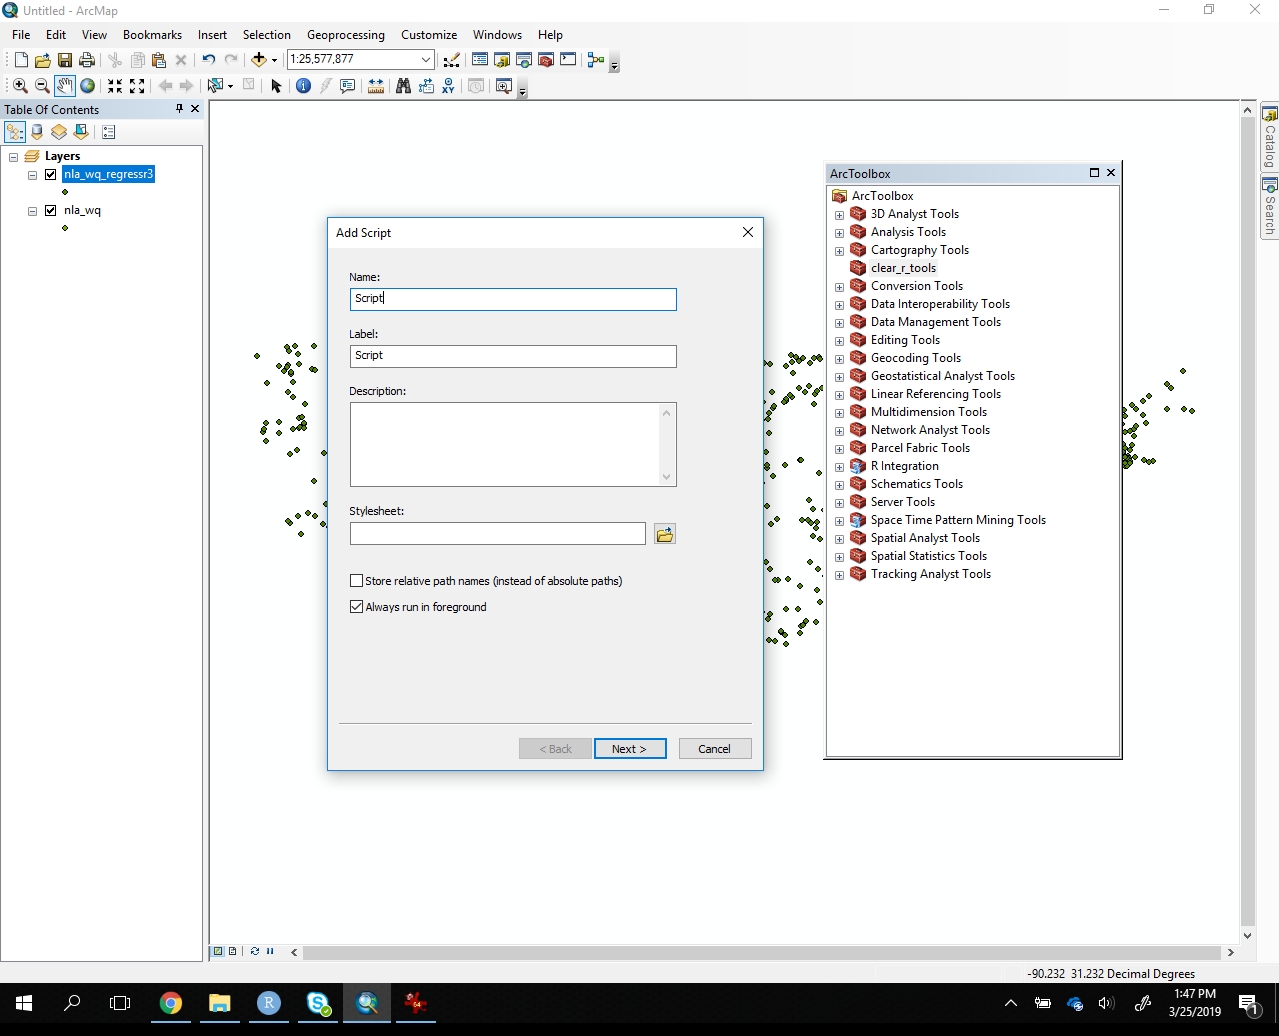 Untitled - ArcMap
File Edit View Bookmarks Insert Selection Geoprocessing Customize Windows Help
1:25,577,877
Table Of Contents
Layers
nla_wq_regressr3
nla_wq
Add Script
Name:
Script
Label:
Script
Description:
Stylesheet:
Store relative path names (instead of absolute paths)
Always run in foreground
< Back Next > Cancel
ArcToolbox
ArcToolbox
3D Analyst Tools
Analysis Tools
Cartography Tools
clear_r_tools
Conversion Tools
Data Interoperability Tools
Data Management Tools
Editing Tools
Geocoding Tools
Geostatistical Analyst Tools
Linear Referencing Tools
Multidimension Tools
Network Analyst Tools
Parcel Fabric Tools
R Integration
Schematics Tools
Server Tools
Space Time Pattern Mining Tools
Spatial Analyst Tools
Spatial Statistics Tools
Tracking Analyst Tools
Catalog
Search
-90.232 31.232 Decimal Degrees
R
S
64
1:47 PM
3/25/2019
1